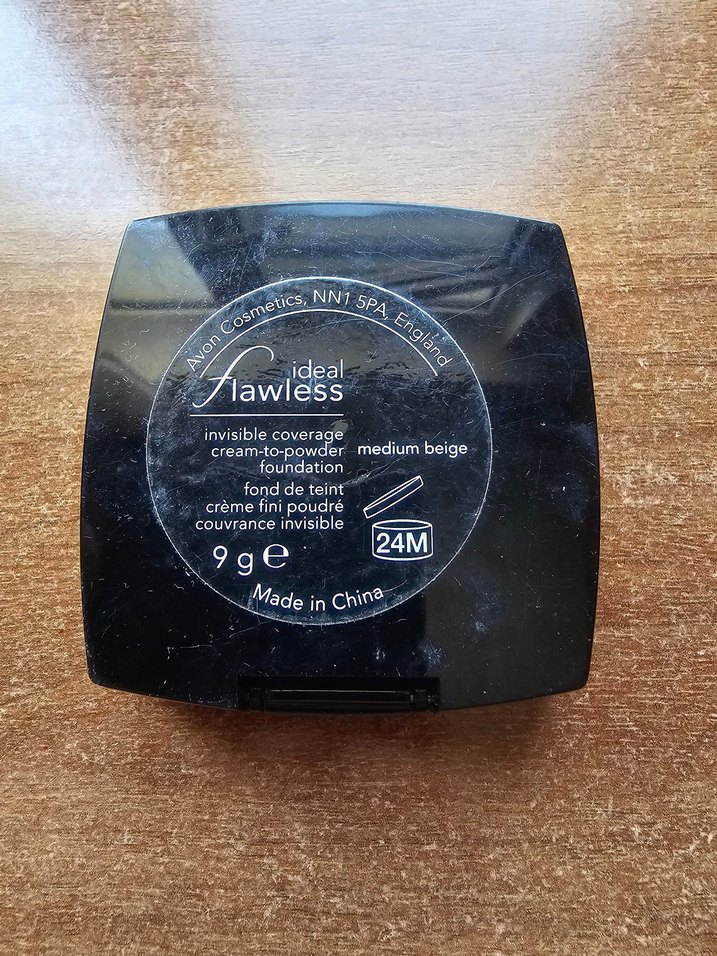 Avon Cosmetics, NN1 5PA, England
ideal
flawless
invisible coverage
cream-to-powder
foundation
medium beige
fond de teint
crème fini poudré
couvrance invisible
9 g e
24M
Made in China